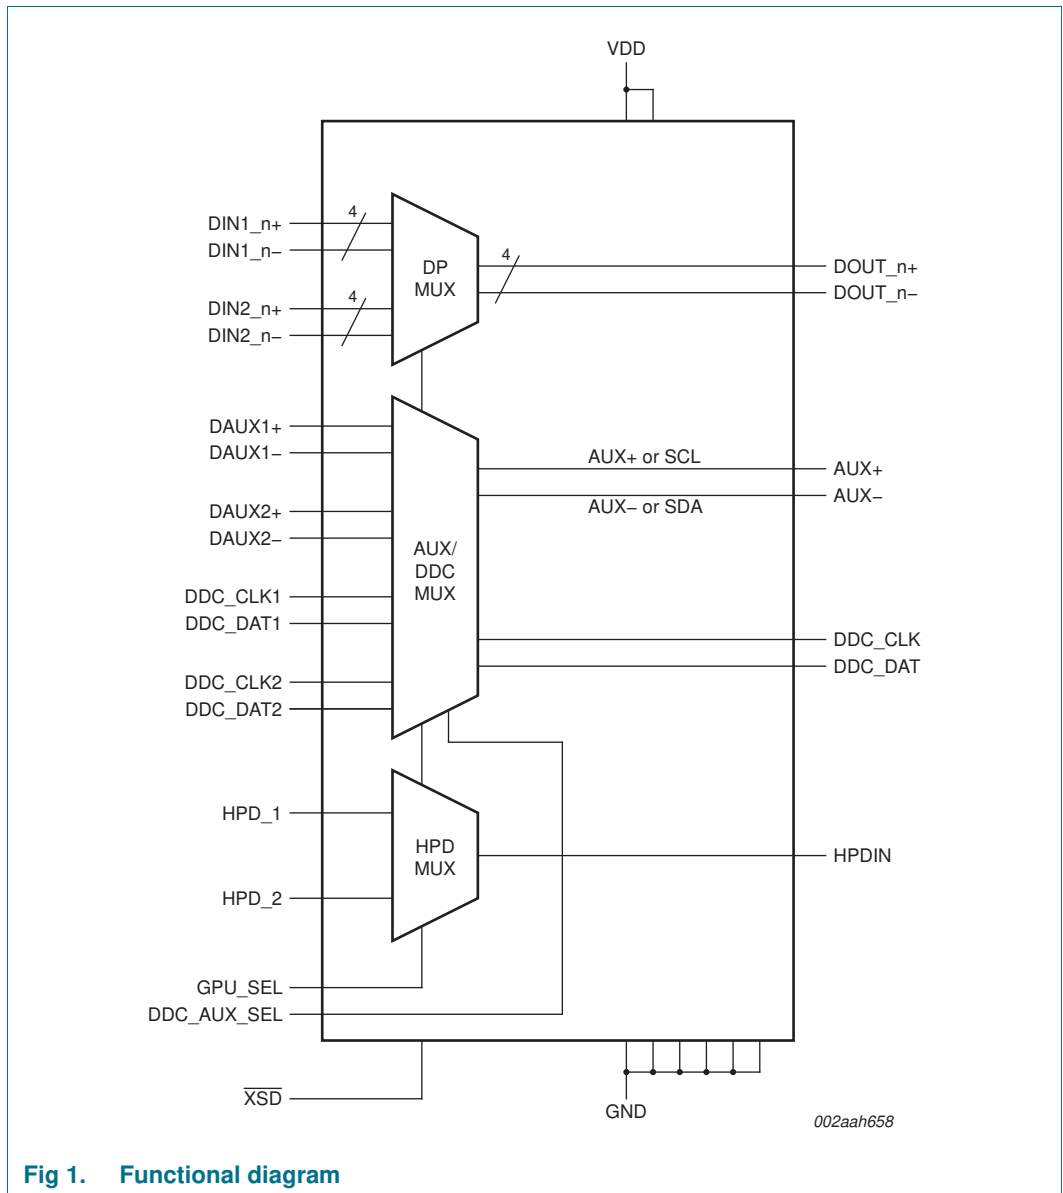 VDD
DIN1_n+
4
DIN1_n−
DP
MUX
4
DOUT_n+
DOUT_n−
DIN2_n+
4
DIN2_n−
DAUX1+
DAUX1−
AUX+ or SCL
AUX+
AUX−
AUX− or SDA
DAUX2+
DAUX2−
AUX/
DDC
MUX
DDC_CLK1
DDC_DAT1
DDC_CLK
DDC_DAT
DDC_CLK2
DDC_DAT2
HPD_1
HPD
MUX
HPDIN
HPD_2
GPU_SEL
DDC_AUX_SEL
XSD
GND
002aah658
Fig 1. Functional diagram